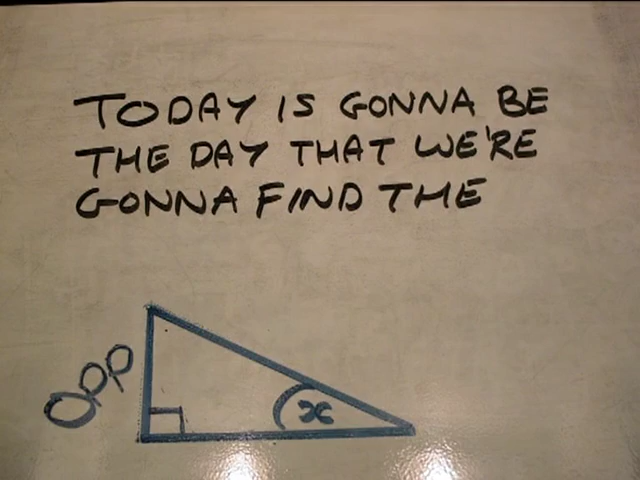 TODAY IS GONNA BE
THE DAY THAT WE'RE
GONNA FIND THE
Opp
x